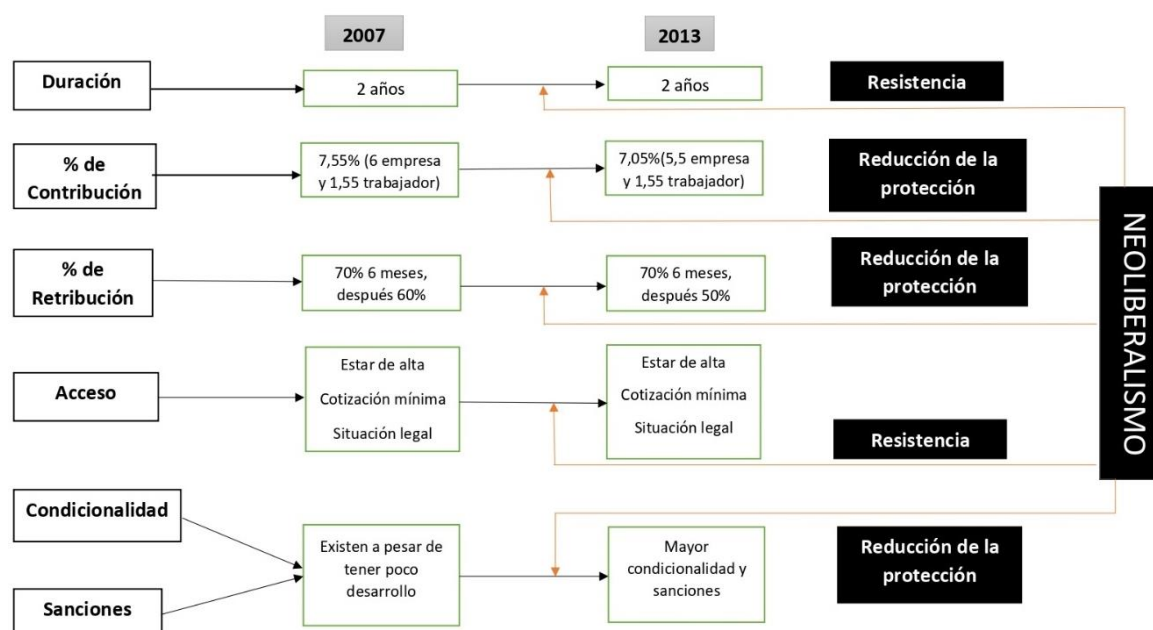 2007
2013
Duración
2 años
2 años
Resistencia
% de
Contribución
7,55% (6 empresa
y 1,55 trabajador)
7,05%(5,5 empresa
y 1,55 trabajador)
Reducción de la
protección
% de
Retribución
70% 6 meses,
después 60%
70% 6 meses,
después 50%
Reducción de la
protección
Acceso
Estar de alta
Cotización mínima
Situación legal
Estar de alta
Cotización mínima
Situación legal
Resistencia
Condicionalidad
Sanciones
Existen a pesar de
tener poco
desarrollo
Mayor
condicionalidad y
sanciones
Reducción de la
protección
NEOLIBERALISMO